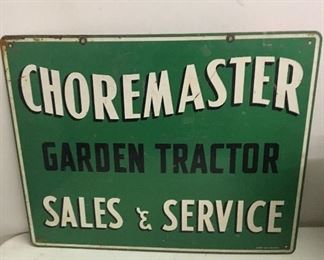 CHOREMASTER
GARDEN TRACTOR
SALES & SERVICE